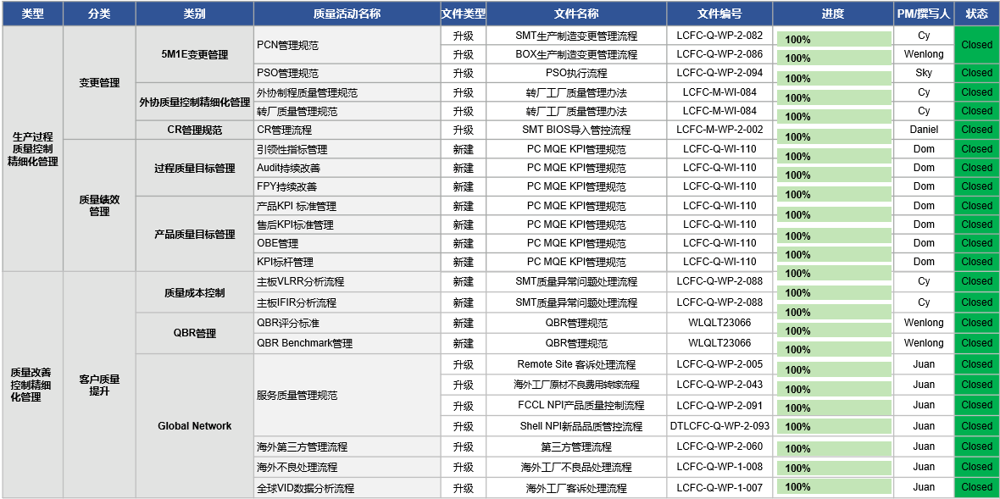 类型 分类 类别 质量活动名称 文件类型 文件名称 文件编号 进度 PM/撰写人 状态
生产过程
质量控制
精细化管理
变更管理
5M1E变更管理
PCN管理规范 升级 SMT生产制造变更管理流程 LCFC-Q-WP-2-082 100% Cy Closed
升级 BOX生产制造变更管理流程 LCFC-Q-WP-2-086 100% Wenlong
PSO管理规范 升级 PSO执行流程 LCFC-Q-WP-2-094 100% Sky Closed
外协质量控制精细化管理
外协制程质量管理规范 升级 转厂工厂质量管理办法 LCFC-M-WI-084 100% Cy Closed
转厂质量管理规范 升级 转厂工厂质量管理办法 LCFC-M-WI-084 100% Cy Closed
CR管理规范 CR管理流程 升级 SMT BIOS导入管控流程 LCFC-M-WP-2-002 100% Daniel Closed
质量绩效
管理
过程质量目标管理
引领性指标管理 新建 PC MQE KPI管理规范 LCFC-Q-WI-110 100% Dom Closed
Audit持续改善 新建 PC MQE KPI管理规范 LCFC-Q-WI-110 100% Dom Closed
FPY持续改善 新建 PC MQE KPI管理规范 LCFC-Q-WI-110 100% Dom Closed
产品质量目标管理
产品KPI 标准管理 新建 PC MQE KPI管理规范 LCFC-Q-WI-110 100% Dom Closed
售后KPI标准管理 新建 PC MQE KPI管理规范 LCFC-Q-WI-110 100% Dom Closed
OBE管理 新建 PC MQE KPI管理规范 LCFC-Q-WI-110 100% Dom Closed
KPI标杆管理 新建 PC MQE KPI管理规范 LCFC-Q-WI-110 100% Dom Closed
质量改善
控制精细
化管理
客户质量
提升
质量成本控制
主板VLRR分析流程 新建 SMT质量异常问题处理流程 LCFC-Q-WP-2-088 100% Cy Closed
主板IFIR分析流程 新建 SMT质量异常问题处理流程 LCFC-Q-WP-2-088 100% Cy Closed
QBR管理
QBR评分标准 新建 QBR管理规范 WLQLT23066 100% Wenlong Closed
QBR Benchmark管理 新建 QBR管理规范 WLQLT23066 100% Wenlong Closed
Global Network
服务质量管理规范
升级 Remote Site 客诉处理流程 LCFC-Q-WP-2-005 100% Juan Closed
升级 海外工厂原材不良费用转嫁流程 LCFC-Q-WP-2-043 100% Juan Closed
升级 FCCL NPI产品质量控制流程 LCFC-Q-WP-2-091 100% Juan Closed
升级 Shell NPI新品品质管控流程 DTLCFC-Q-WP-2-093 100% Juan Closed
海外第三方管理流程 升级 第三方管理流程 LCFC-Q-WP-2-060 100% Juan Closed
海外不良处理流程 升级 海外工厂不良品处理流程 LCFC-Q-WP-1-008 100% Juan Closed
全球VID数据分析流程 升级 海外工厂客诉处理流程 LCFC-Q-WP-1-007 100% Juan Closed